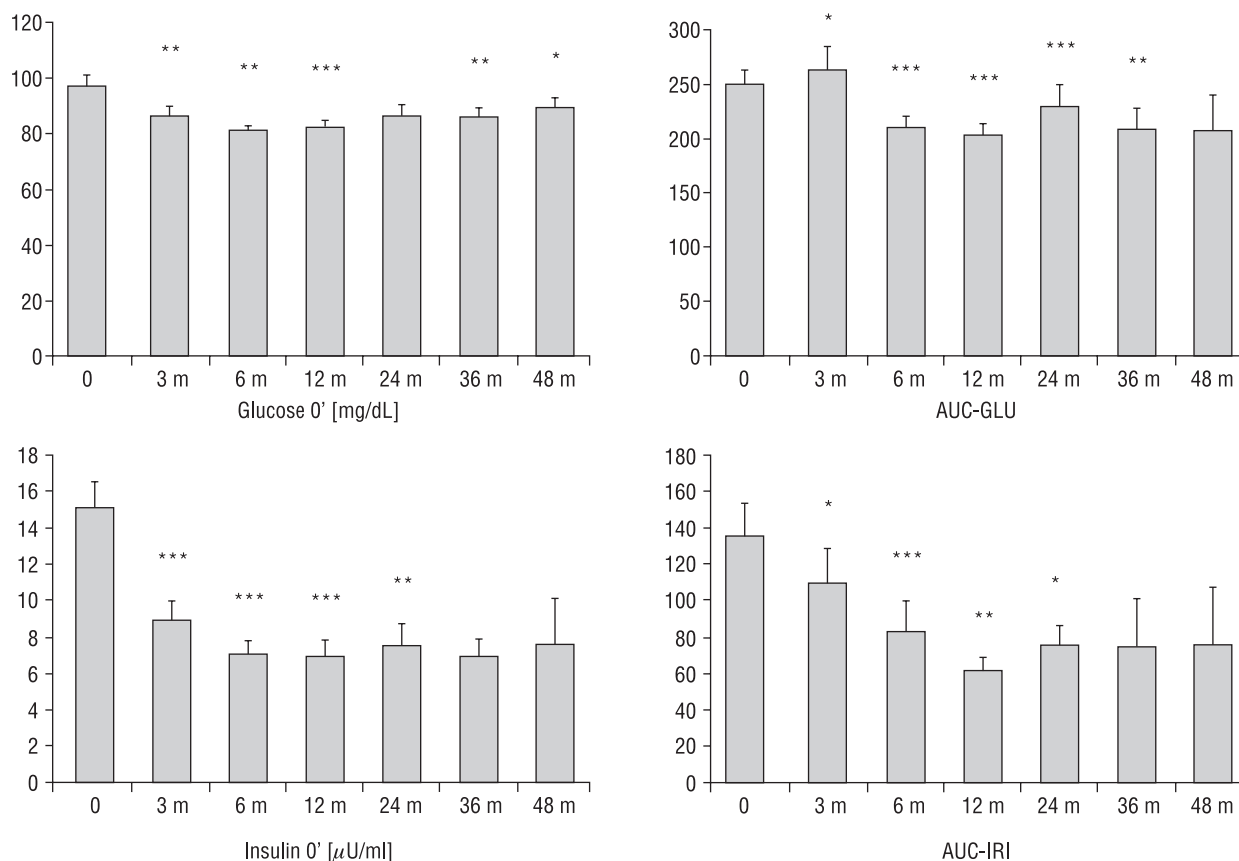 120
100
80
60
40
20
0
** ** *** ** *
0 3 m 6 m 12 m 24 m 36 m 48 m
Glucose 0' [mg/dL]
300
250
200
150
100
50
0
* *** *** *** **
0 3 m 6 m 12 m 24 m 36 m 48 m
AUC-GLU
18
16
14
12
10
8
6
4
2
0
*** *** *** **
0 3 m 6 m 12 m 24 m 36 m 48 m
Insulin 0' [μU/ml]
180
160
140
120
100
80
60
40
20
0
* *** ** *
0 3 m 6 m 12 m 24 m 36 m 48 m
AUC-IRI